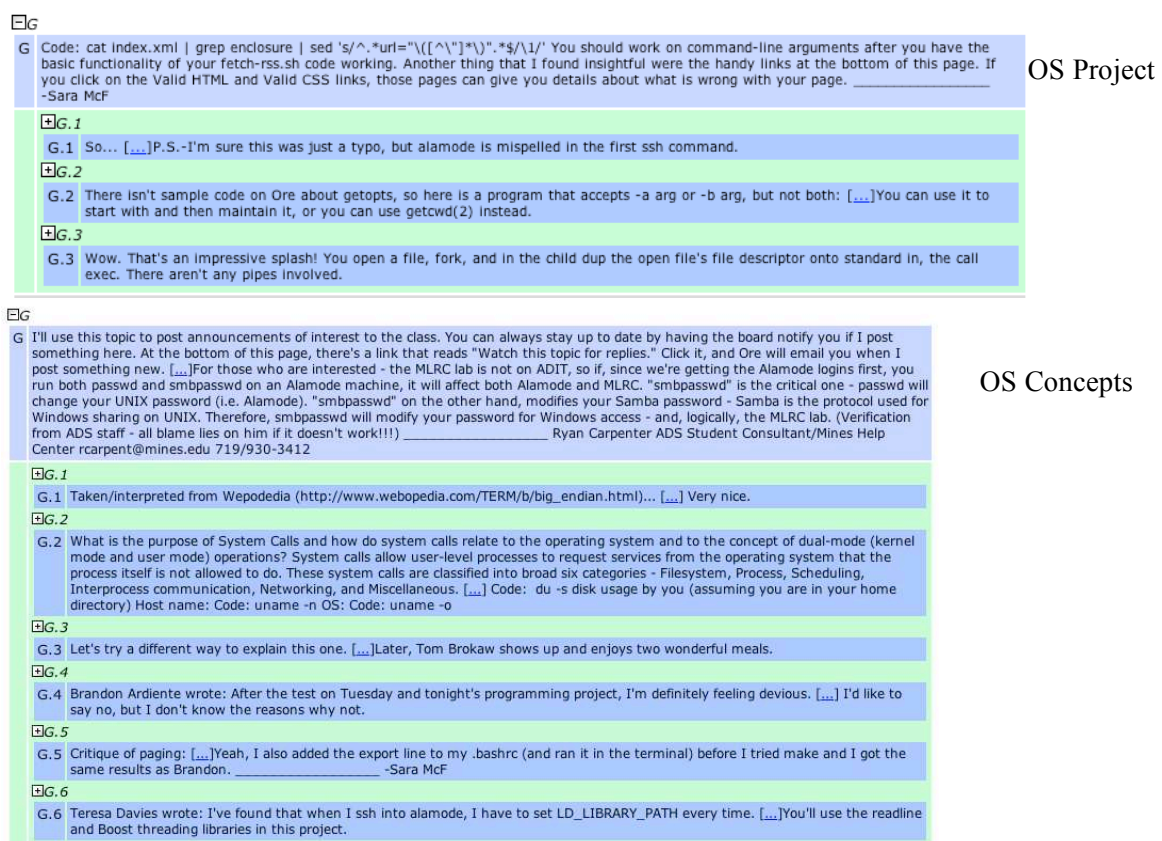 G
G Code: cat index.xml | grep enclosure | sed 's/^.*url="\([^\"]*\)".*$/\1/' You should work on command-line arguments after you have the
basic functionality of your fetch-rss.sh code working. Another thing that I found insightful were the handy links at the bottom of this page. If
you click on the Valid HTML and Valid CSS links, those pages can give you details about what is wrong with your page. _________________
-Sara McF
OS Project
G.1
G.1 So... [...]P.S.-I'm sure this was just a typo, but alamode is mispelled in the first ssh command.
G.2
G.2 There isn't sample code on Ore about getopts, so here is a program that accepts -a arg or -b arg, but not both: [...]You can use it to
start with and then maintain it, or you can use getcwd(2) instead.
G.3
G.3 Wow. That's an impressive splash! You open a file, fork, and in the child dup the open file's file descriptor onto standard in, the call
exec. There aren't any pipes involved.
G
G I'll use this topic to post announcements of interest to the class. You can always stay up to date by having the board notify you if I post
something here. At the bottom of this page, there's a link that reads "Watch this topic for replies." Click it, and Ore will email you when I
post something new. [...]For those who are interested - the MLRC lab is not on ADIT, so if, since we're getting the Alamode logins first, you
run both passwd and smbpasswd on an Alamode machine, it will affect both Alamode and MLRC. "smbpasswd" is the critical one - passwd will
change your UNIX password (i.e. Alamode). "smbpasswd" on the other hand, modifies your Samba password - Samba is the protocol used for
Windows sharing on UNIX. Therefore, smbpasswd will modify your password for Windows access - and, logically, the MLRC lab. (Verification
from ADS staff - all blame lies on him if it doesn't work!!!) __________________ Ryan Carpenter ADS Student Consultant/Mines Help
Center rcarpent@mines.edu 719/930-3412
OS Concepts
G.1
G.1 Taken/interpreted from Wepodedia (http://www.webopedia.com/TERM/b/big_endian.html)... [...] Very nice.
G.2
G.2 What is the purpose of System Calls and how do system calls relate to the operating system and to the concept of dual-mode (kernel
mode and user mode) operations? System calls allow user-level processes to request services from the operating system that the
process itself is not allowed to do. These system calls are classified into broad six categories - Filesystem, Process, Scheduling,
Interprocess communication, Networking, and Miscellaneous. [...] Code: du -s disk usage by you (assuming you are in your home
directory) Host name: Code: uname -n OS: Code: uname -o
G.3
G.3 Let's try a different way to explain this one. [...]Later, Tom Brokaw shows up and enjoys two wonderful meals.
G.4
G.4 Brandon Ardiente wrote: After the test on Tuesday and tonight's programming project, I'm definitely feeling devious. [...] I'd like to
say no, but I don't know the reasons why not.
G.5
G.5 Critique of paging: [...]Yeah, I also added the export line to my .bashrc (and ran it in the terminal) before I tried make and I got the
same results as Brandon. __________________ -Sara McF
G.6
G.6 Teresa Davies wrote: I've found that when I ssh into alamode, I have to set LD_LIBRARY_PATH every time. [...]You'll use the readline
and Boost threading libraries in this project.